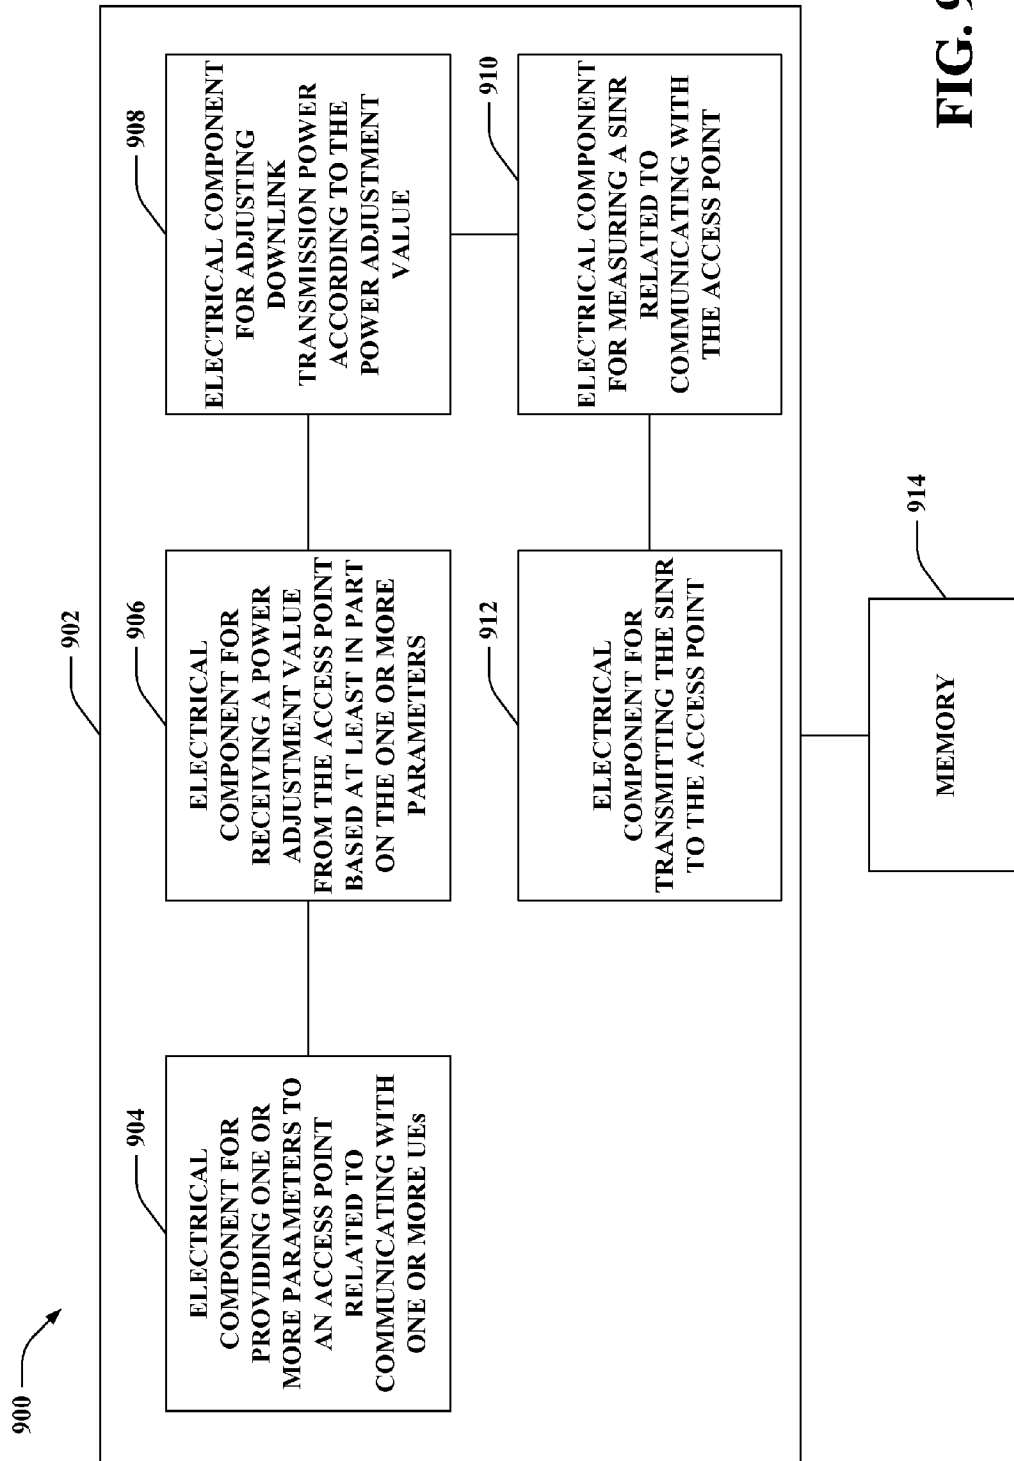 900
902
904
ELECTRICAL
COMPONENT FOR
PROVIDING ONE OR
MORE PARAMETERS TO
AN ACCESS POINT
RELATED TO
COMMUNICATING WITH
ONE OR MORE UEs
906
ELECTRICAL
COMPONENT FOR
RECEIVING A POWER
ADJUSTMENT VALUE
FROM THE ACCESS POINT
BASED AT LEAST IN PART
ON THE ONE OR MORE
PARAMETERS
908
ELECTRICAL COMPONENT
FOR ADJUSTING
DOWNLINK
TRANSMISSION POWER
ACCORDING TO THE
POWER ADJUSTMENT
VALUE
912
ELECTRICAL
COMPONENT FOR
TRANSMITTING THE SINR
TO THE ACCESS POINT
910
ELECTRICAL COMPONENT
FOR MEASURING A SINR
RELATED TO
COMMUNICATING WITH
THE ACCESS POINT
914
MEMORY
FIG. 9